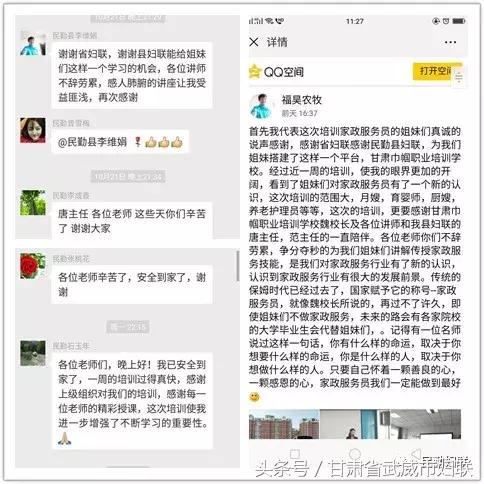 10月21日 晚上21:29
民勤县李维娟
谢谢省妇联，谢谢县妇联能给姐妹
们这样一个学习的机会，各位讲师
不辞劳累，感人肺腑的讲座让我受
益匪浅，再次感谢
民勤曾雪梅
@民勤县李维娟 🌹👍👍👍
10月21日 晚上21:34
民勤李成香
唐主任 各位老师 这些天你们辛苦
了 谢谢大家
民勤张桃花
各位老师辛苦了，安全到家了，谢
谢
周一 22:15
民勤石玉年
各位老师们，晚上好！我已安全到
家了，一周的培训过得真快，感谢
上级组织对我们的培训，感谢每一
位老师的精彩授课，这次培训使我
进一步增强了不断学习的重要性。
🙏
11:27
详情
QQ空间
打开空间
福昊农牧
前天 16:37
首先我代表这次培训家政服务员的姐妹们真诚的
说声感谢，感谢省妇联感谢民勤县妇联，为我们
姐妹搭建了这样一个平台，甘肃巾帼职业培训学
校。经过近一周的培训，使我的眼界更加的开
阔，看到了姐妹们对家政服务员有了一个新的认
识，这次培训的范围大，月嫂，育婴师，厨嫂，
养老护理员等等，这次的培训，更要感谢甘肃巾
帼职业培训学校魏校长及各位讲师和我县妇联的
唐主任，范主任的一直陪伴。各位老师你们不辞
劳累，争分夺秒的为我们姐妹们讲解传授家政服
务技能，是我们对家政服务行业有了新的认识，
认识到家政服务行业有很大的发展前景。传统的
保姆时代已经过去了，国家赋予它的称号--家政
服务员，就像魏校长所说的，再过不了许久，即
使姐妹们不做家政服务，未来的路会有各家院校
的大学毕业生会代替姐妹们，。记得有一位名师
说过这样一句话，你有什么样的命运，取决于你
想要什么样的命运，你是什么样的人，取决于你
想做什么样的人。只要自己怀着一颗善良的心，
一颗感恩的心，家政服务员我们一定能做到最好
民勤妇联
头条号 / 甘肃省武威市妇联